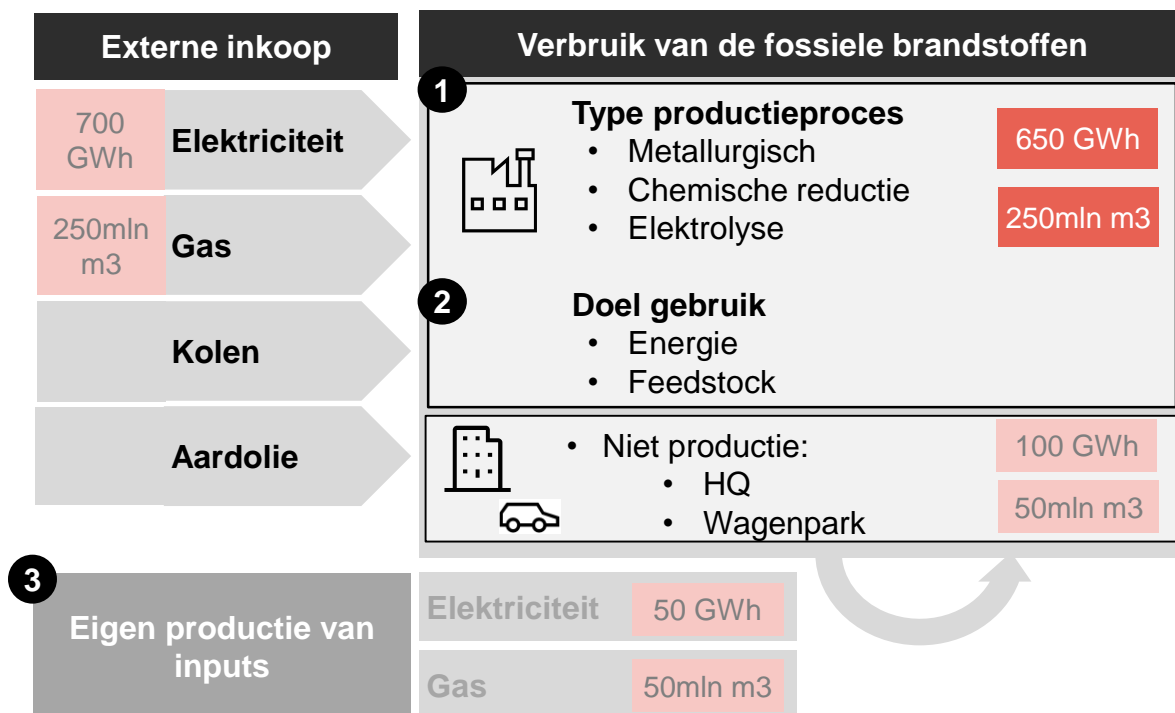 Externe inkoop
700
GWh
Elektriciteit
250mln
m3
Gas
Kolen
Aardolie
Verbruik van de fossiele brandstoffen
1
Type productieproces
• Metallurgisch
• Chemische reductie
• Elektrolyse
650 GWh
250mln m3
2
Doel gebruik
• Energie
• Feedstock
• Niet productie:
• HQ
• Wagenpark
100 GWh
50mln m3
3
Eigen productie van
inputs
Elektriciteit
50 GWh
Gas
50mln m3